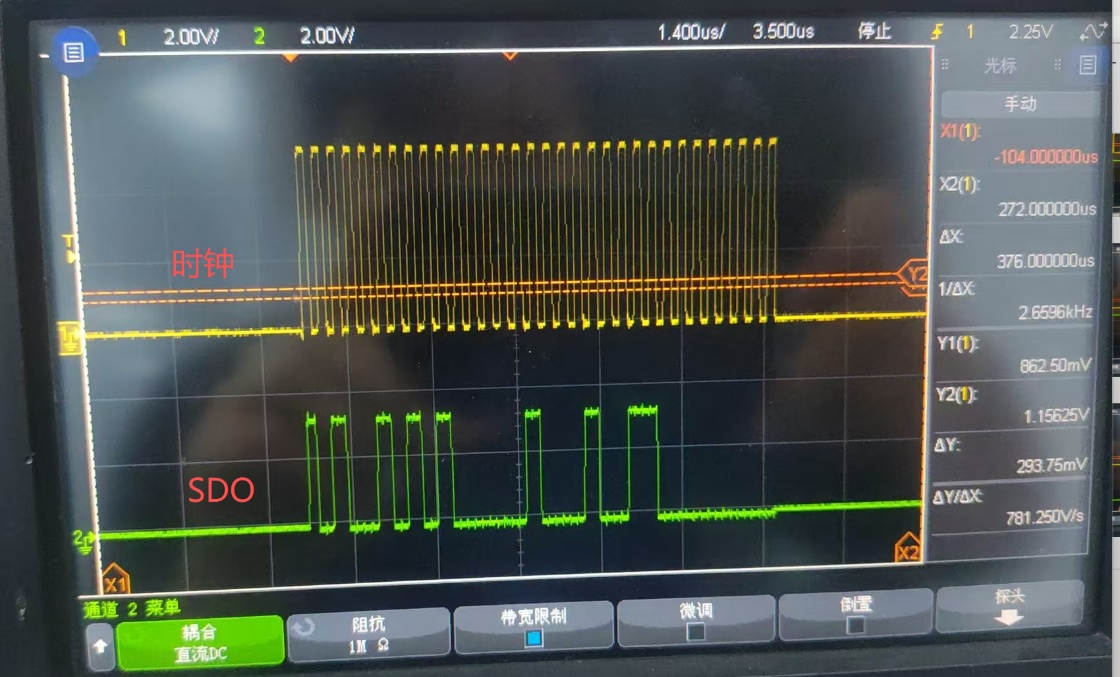 1 2.00V/ 2 2.00V/ 1.400us/ 3.500us 停止 1 2.25V
光标
手动
X1(1):
-104.000000us
X2(1):
272.000000us
ΔX:
376.000000us
1/ΔX:
2.6596kHz
Y1(1):
862.50mV
Y2(1):
1.15625V
ΔY:
293.75mV
ΔY/ΔX:
781.250V/s
T
时钟
Y2
SDO
2
X1
X2
通道 2 菜单
耦合
直流DC
阻抗
1M Ω
带宽限制
微调
倒置
探头